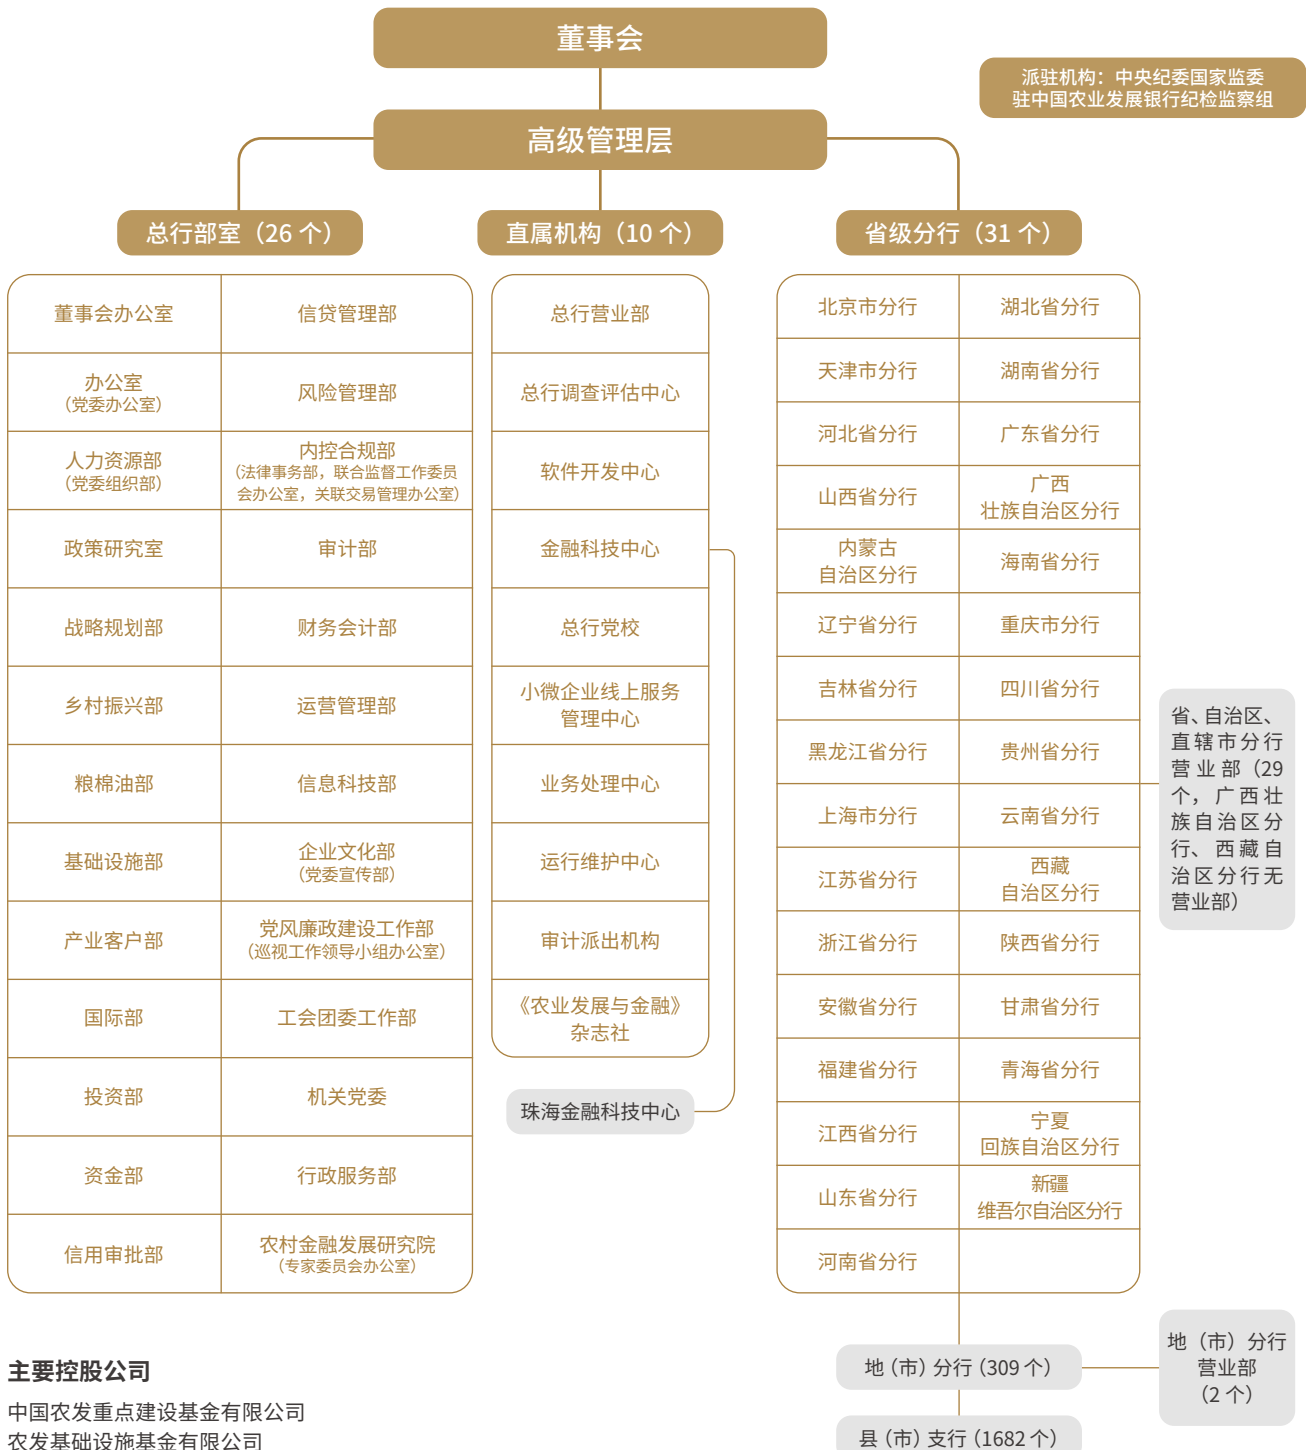 董事会
派驻机构：中央纪委国家监委
驻中国农业发展银行纪检监察组
高级管理层
总行部室（26 个）
直属机构（10 个）
省级分行（31 个）
董事会办公室
信贷管理部
办公室
（党委办公室）
风险管理部
人力资源部
（党委组织部）
内控合规部
（法律事务部，联合监督工作委员
会办公室，关联交易管理办公室）
政策研究室
审计部
战略规划部
财务会计部
乡村振兴部
运营管理部
粮棉油部
信息科技部
基础设施部
企业文化部
（党委宣传部）
产业客户部
党风廉政建设工作部
（巡视工作领导小组办公室）
国际部
工会团委工作部
投资部
机关党委
资金部
行政服务部
信用审批部
农村金融发展研究院
（专家委员会办公室）
总行营业部
总行调查评估中心
软件开发中心
金融科技中心
总行党校
小微企业线上服务
管理中心
业务处理中心
运行维护中心
审计派出机构
《农业发展与金融》
杂志社
珠海金融科技中心
北京市分行
湖北省分行
天津市分行
湖南省分行
河北省分行
广东省分行
山西省分行
广西
壮族自治区分行
内蒙古
自治区分行
海南省分行
辽宁省分行
重庆市分行
吉林省分行
四川省分行
黑龙江省分行
贵州省分行
上海市分行
云南省分行
江苏省分行
西藏
自治区分行
浙江省分行
陕西省分行
安徽省分行
甘肃省分行
福建省分行
青海省分行
江西省分行
宁夏
回族自治区分行
山东省分行
新疆
维吾尔自治区分行
河南省分行
省、自治区、
直辖市分行
营业部（29
个，广西壮
族自治区分
行、西藏自
治区分行无
营业部）
地（市）分行（309 个）
地（市）分行
营业部
（2 个）
县（市）支行（1682 个）
主要控股公司
中国农发重点建设基金有限公司
农发基础设施基金有限公司